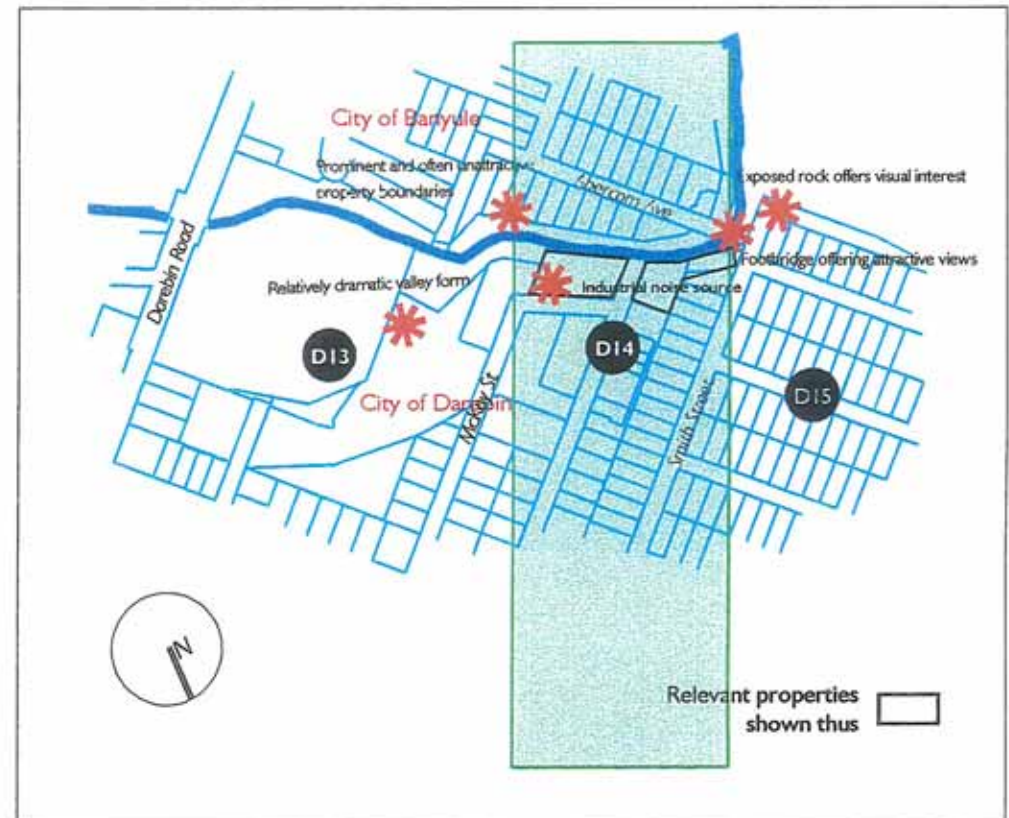 City of Banyule
Prominent and often unattractive
property boundaries
Abercorn Ave
Exposed rock offers visual interest
Darebin Road
Footbridge offering attractive views
Relatively dramatic valley form
Industrial noise source
D13
D14
D15
City of Darebin
McKay St
Smith Street
N
Relevant properties
shown thus